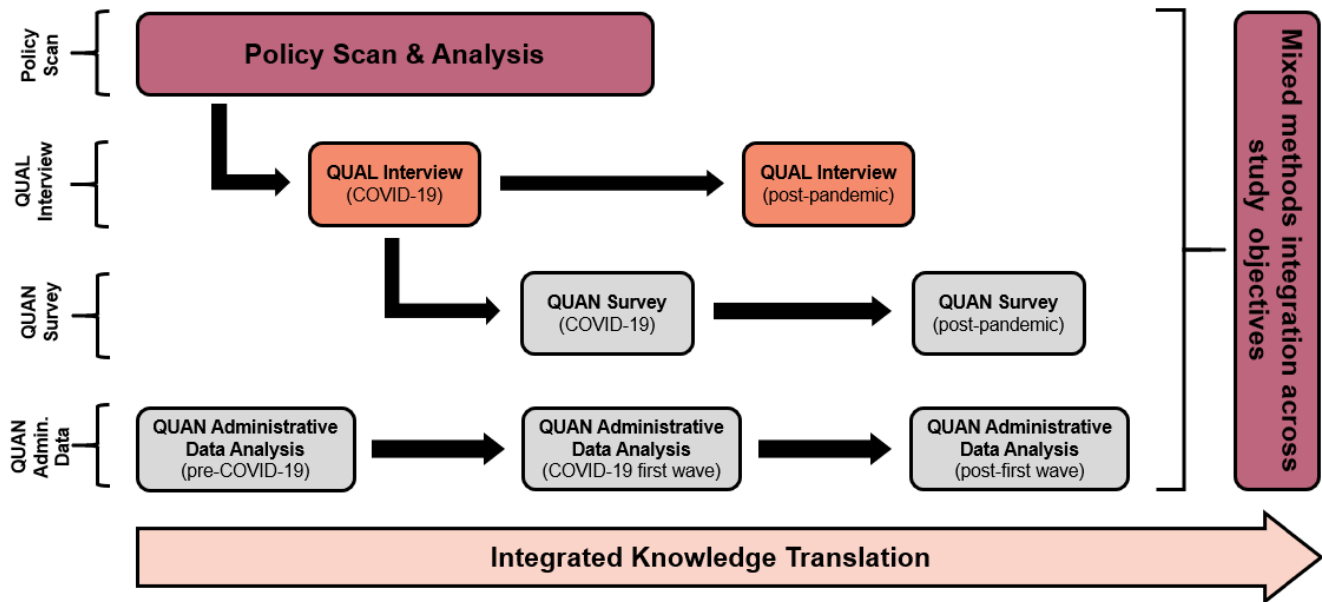 Policy
Scan
Policy Scan & Analysis
QUAL
Interview
QUAL Interview
(COVID-19)
QUAL Interview
(post-pandemic)
QUAN
Survey
QUAN Survey
(COVID-19)
QUAN Survey
(post-pandemic)
QUAN
Admin.
Data
QUAN Administrative
Data Analysis
(pre-COVID-19)
QUAN Administrative
Data Analysis
(COVID-19 first wave)
QUAN Administrative
Data Analysis
(post-first wave)
Mixed methods integration across
study objectives
Integrated Knowledge Translation